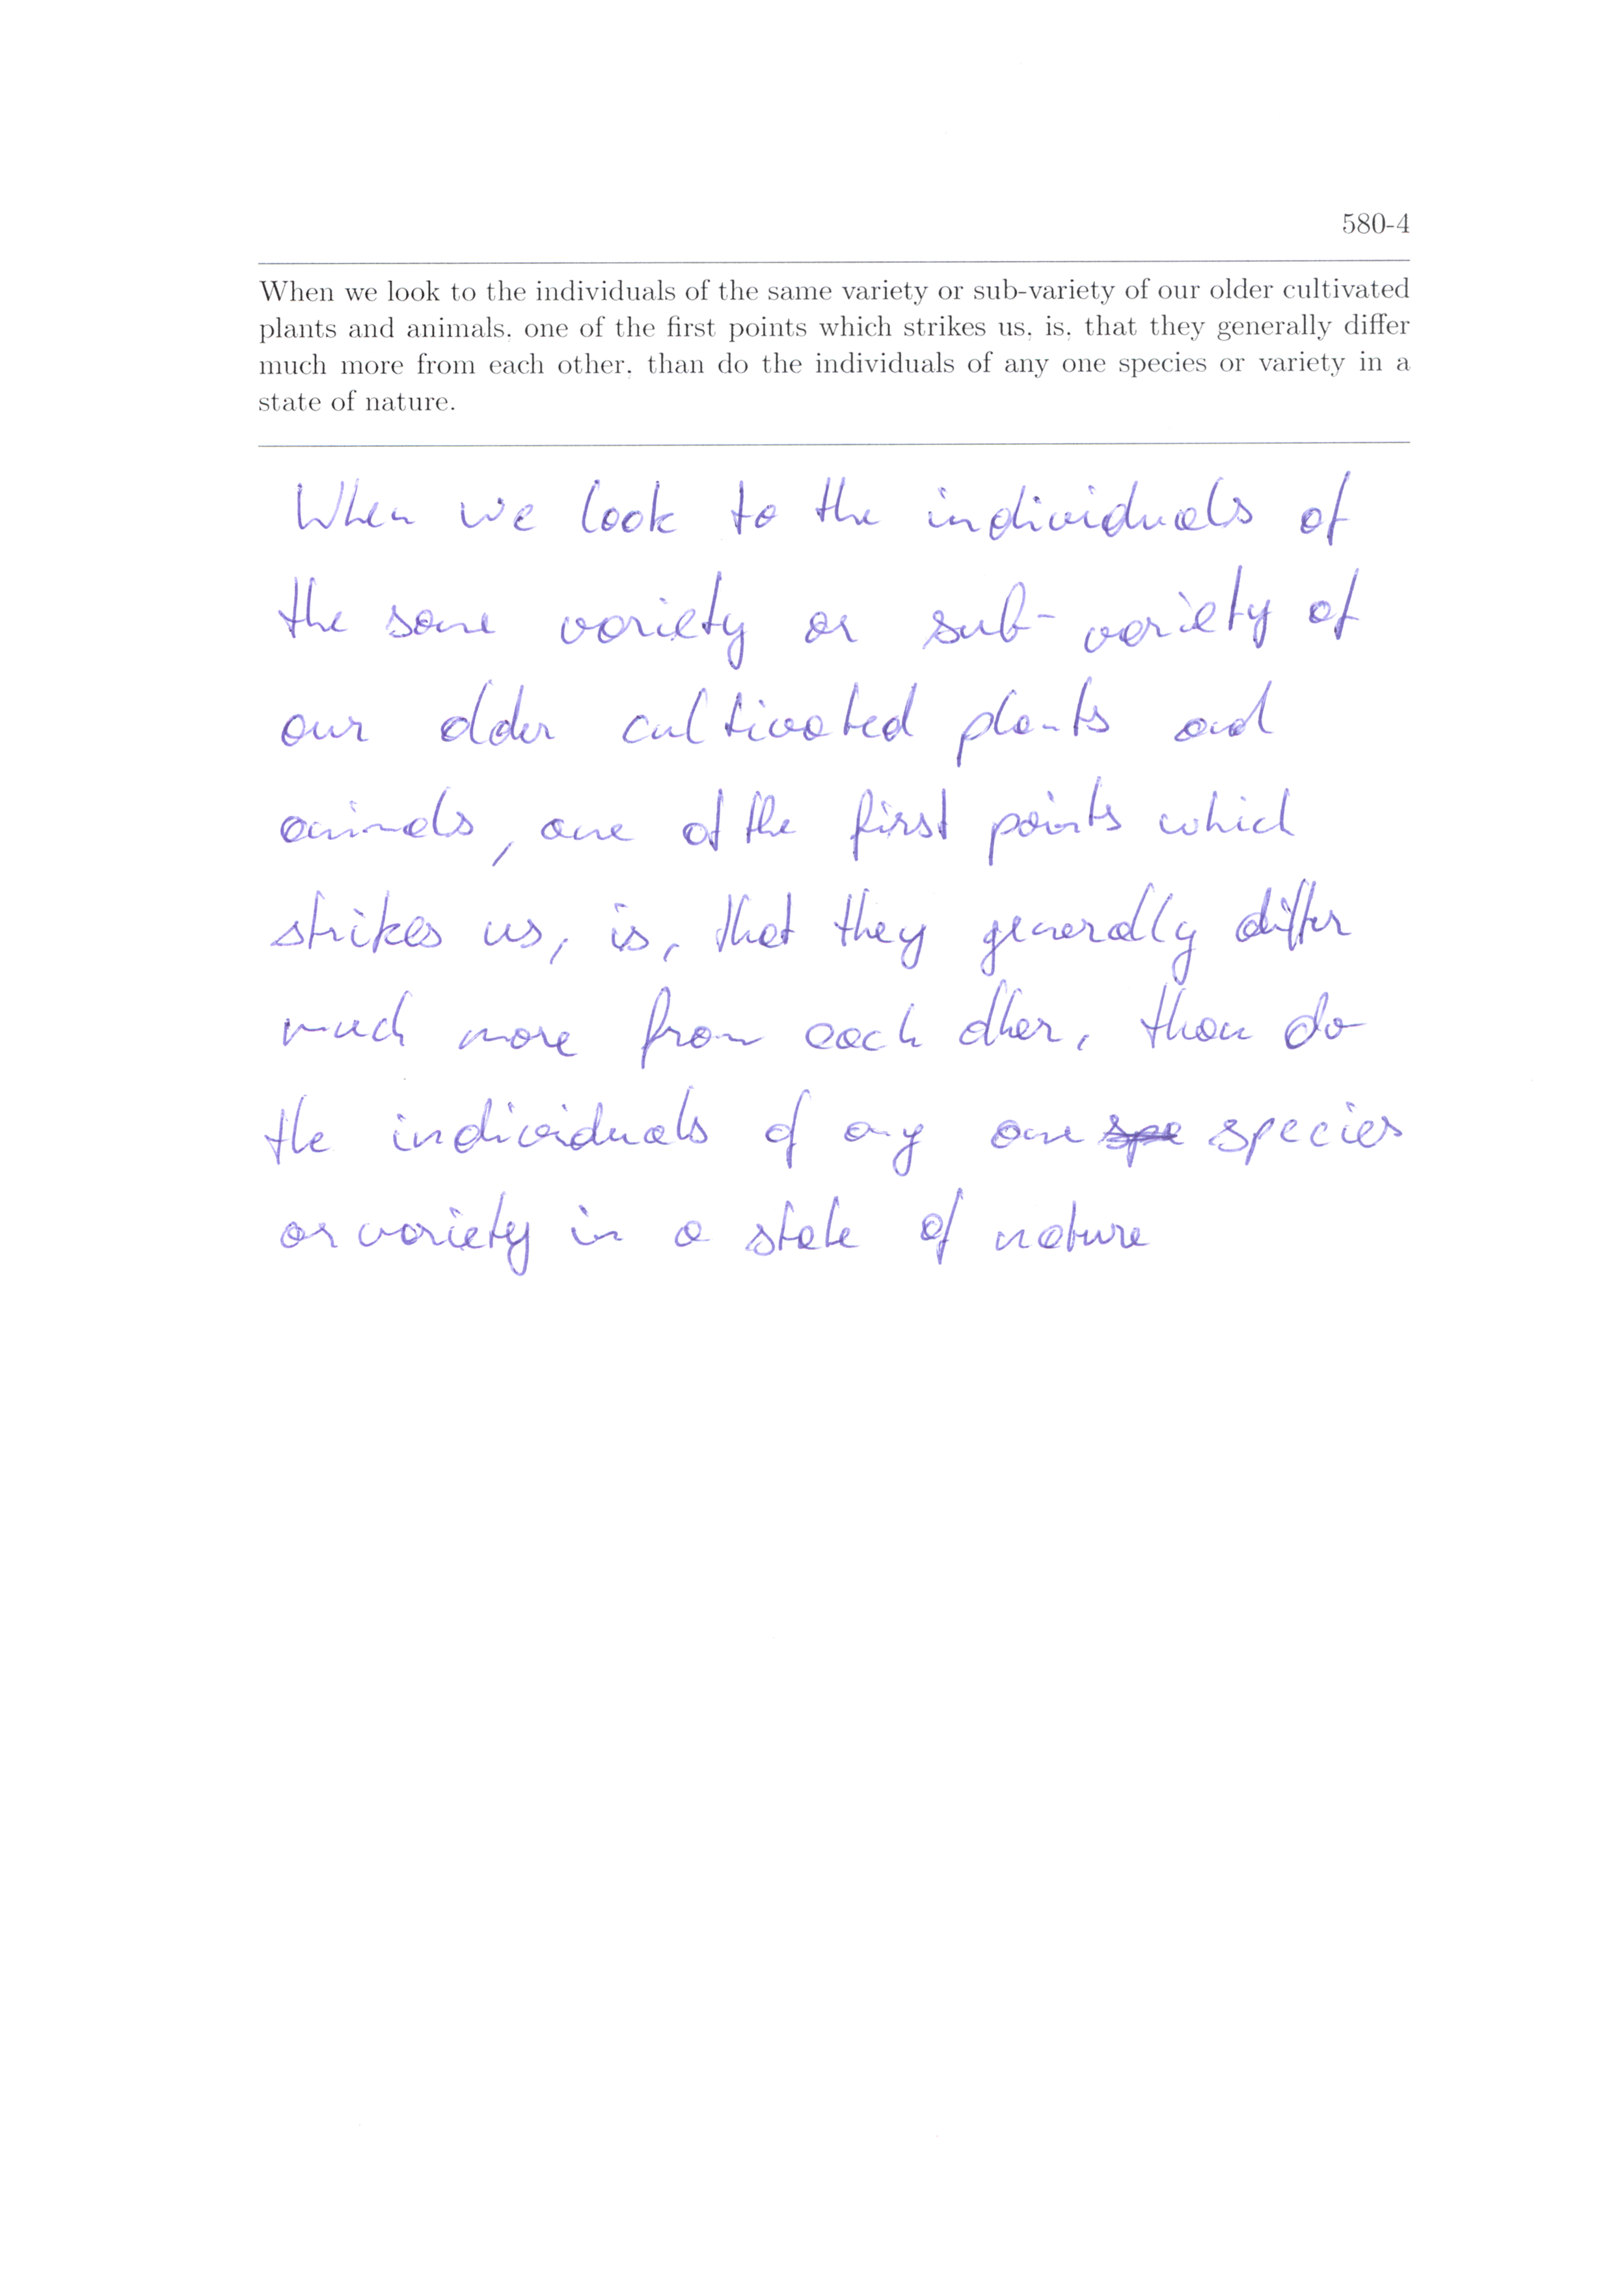 580-4
When we look to the individuals of the same variety or sub-variety of our older cultivated
plants and animals, one of the first points which strikes us, is, that they generally differ
much more from each other, than do the individuals of any one species or variety in a
state of nature.
When we look to the individuals of
the same variety or sub-variety of
our older cultivated plants and
animals, one of the first points which
strikes us, is, that they generally differ
much more from each other, than do
the individuals of any one spe species
or variety in a state of nature